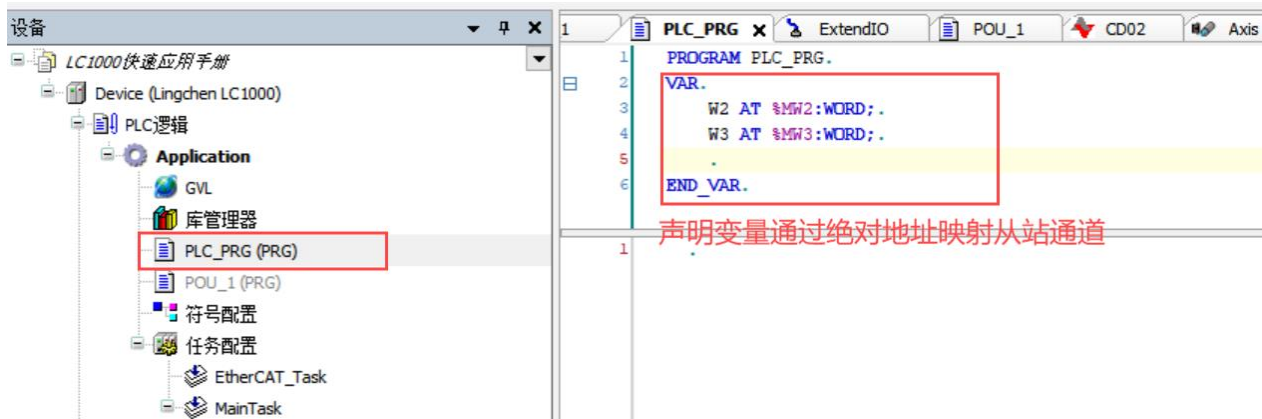 设备
LC1000快速应用手册
Device (Lingchen LC1000)
PLC逻辑
Application
GVL
库管理器
PLC_PRG (PRG)
POU_1 (PRG)
符号配置
任务配置
EtherCAT_Task
MainTask
1 PLC_PRG ExtendIO POU_1 CD02 Axis
1 PROGRAM PLC_PRG.
2 VAR.
3 W2 AT %MW2:WORD;.
4 W3 AT %MW3:WORD;.
5 .
6 END_VAR.
声明变量通过绝对地址映射从站通道
1 .